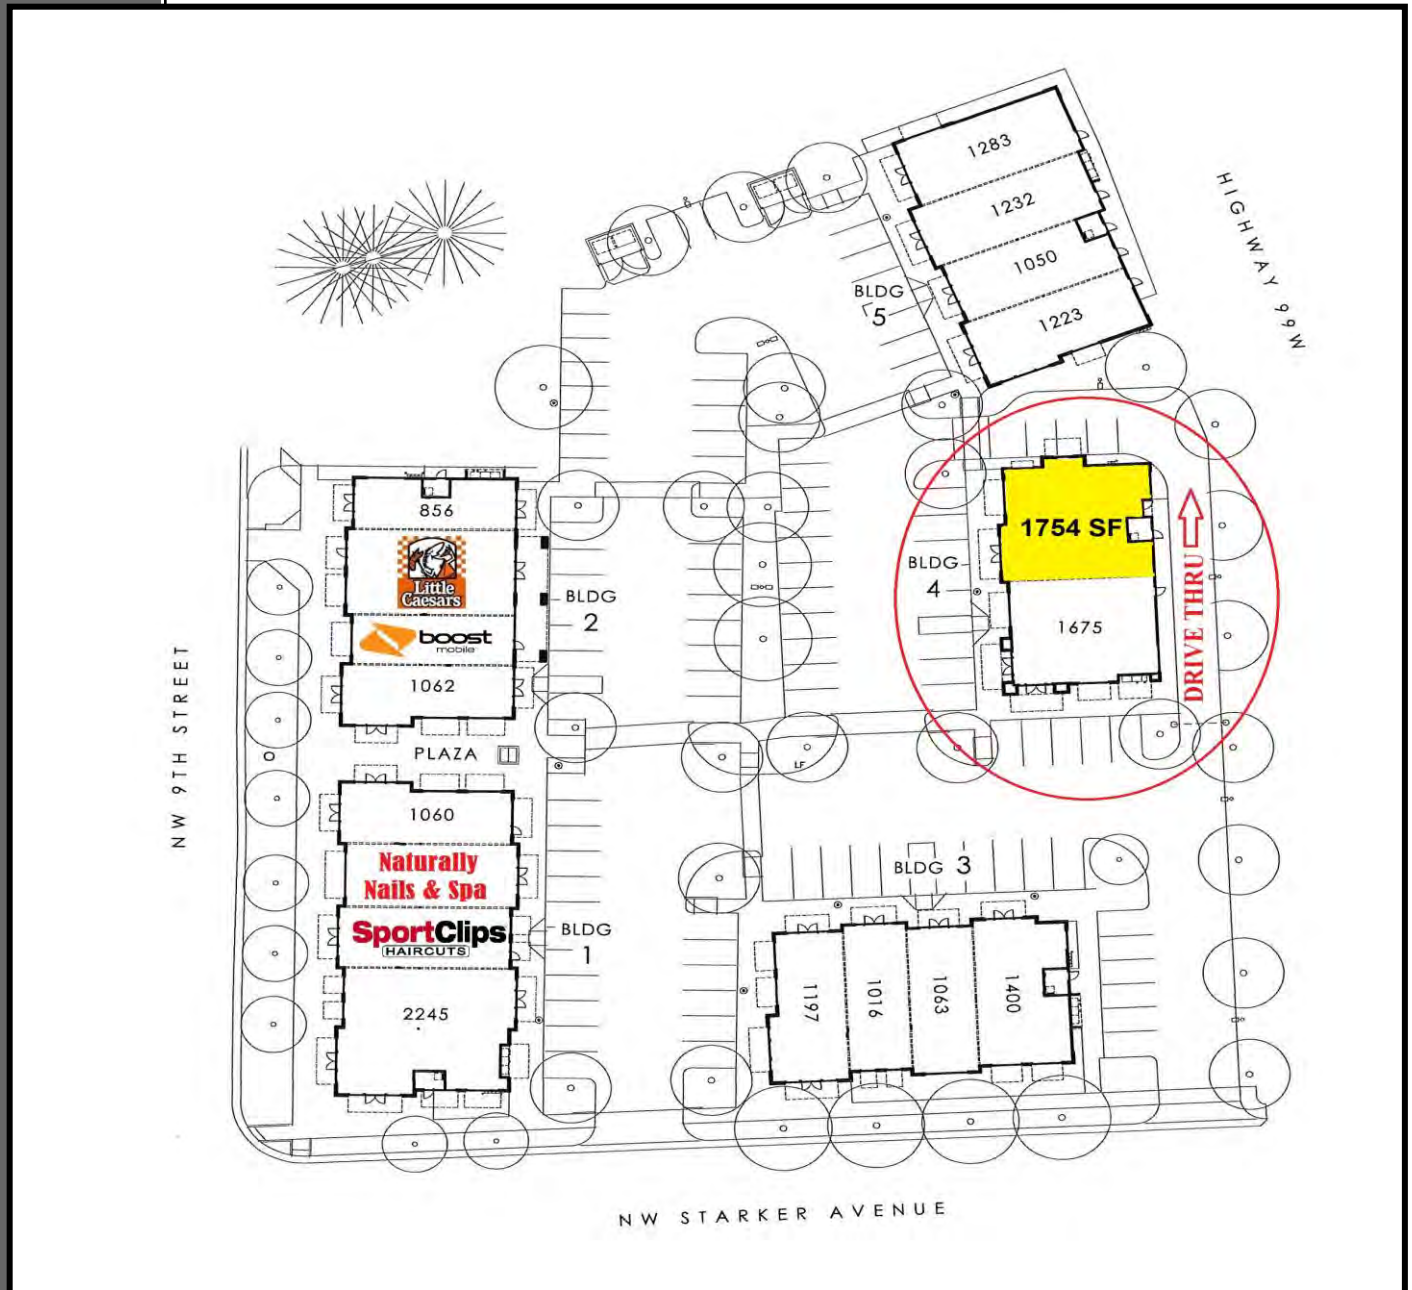 1283
1232
1050
1223
HIGHWAY 99W
BLDG
5
856
Little
Caesars
boost
mobile
1062
BLDG
2
1754 SF
BLDG
4
1675
DRIVE THRU
NW 9TH STREET
PLAZA
LF
1060
Naturally
Nails & Spa
SportClips
HAIRCUTS
BLDG
1
2245
BLDG 3
1197
1016
1063
1400
NW STARKER AVENUE